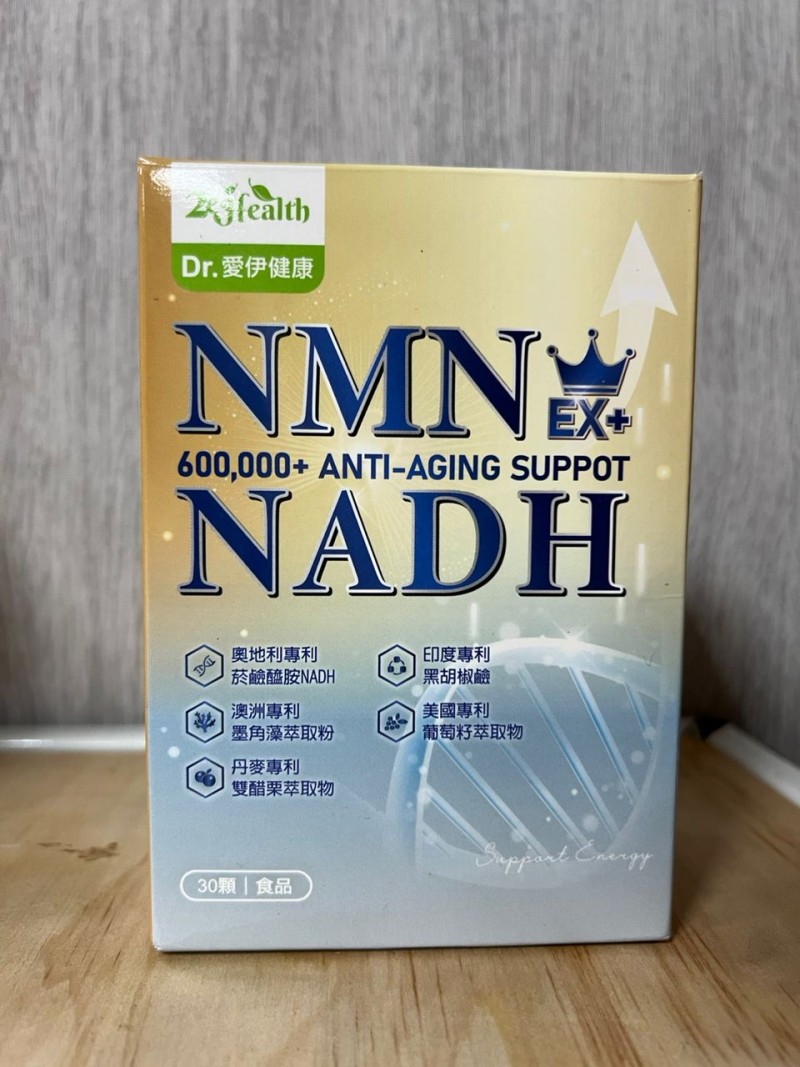 Health
Dr.愛伊健康
NMN
EX+
600,000+ ANTI-AGING SUPPOT
NADH
奧地利專利
菸鹼醯胺NADH
印度專利
黑胡椒鹼
澳洲專利
墨角藻萃取粉
美國專利
葡萄籽萃取物
丹麥專利
雙醋栗萃取物
Support Energy
30顆|食品